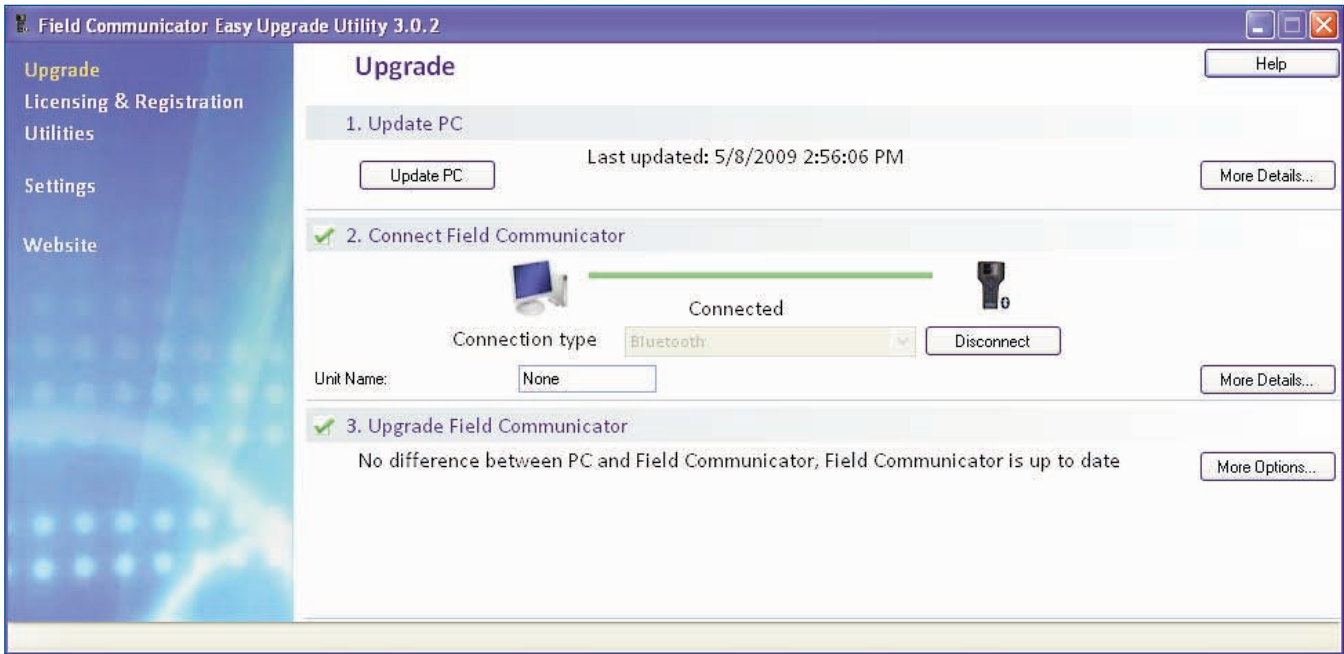 Field Communicator Easy Upgrade Utility 3.0.2
Upgrade
Licensing & Registration
Utilities
Settings
Website
Upgrade
Help
1. Update PC
Last updated: 5/8/2009 2:56:06 PM
Update PC
More Details...
2. Connect Field Communicator
Connected
Connection type
Bluetooth
Disconnect
Unit Name:
None
More Details...
3. Upgrade Field Communicator
No difference between PC and Field Communicator, Field Communicator is up to date
More Options...